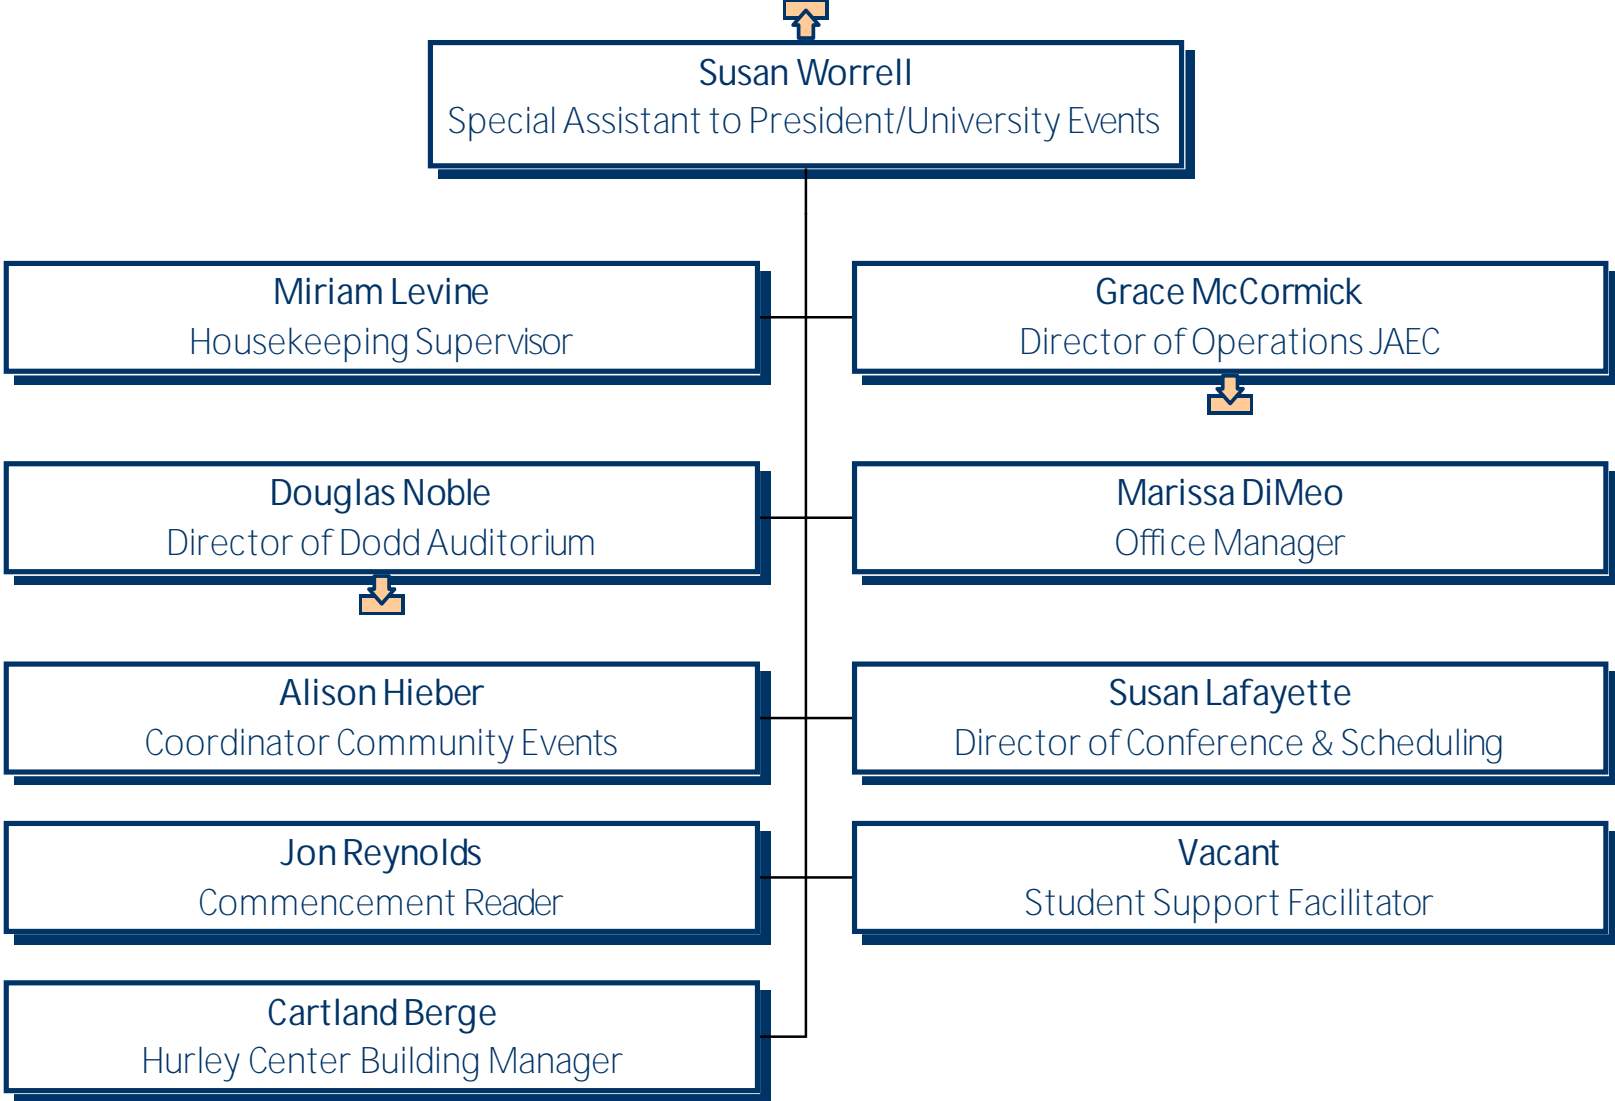 Susan Worrell
Special Assistant to President/University Events
Miriam Levine
Housekeeping Supervisor
Grace McCormick
Director of Operations JAEC
Douglas Noble
Director of Dodd Auditorium
Marissa DiMeo
Office Manager
Alison Hieber
Coordinator Community Events
Susan Lafayette
Director of Conference & Scheduling
Jon Reynolds
Commencement Reader
Vacant
Student Support Facilitator
Cartland Berge
Hurley Center Building Manager